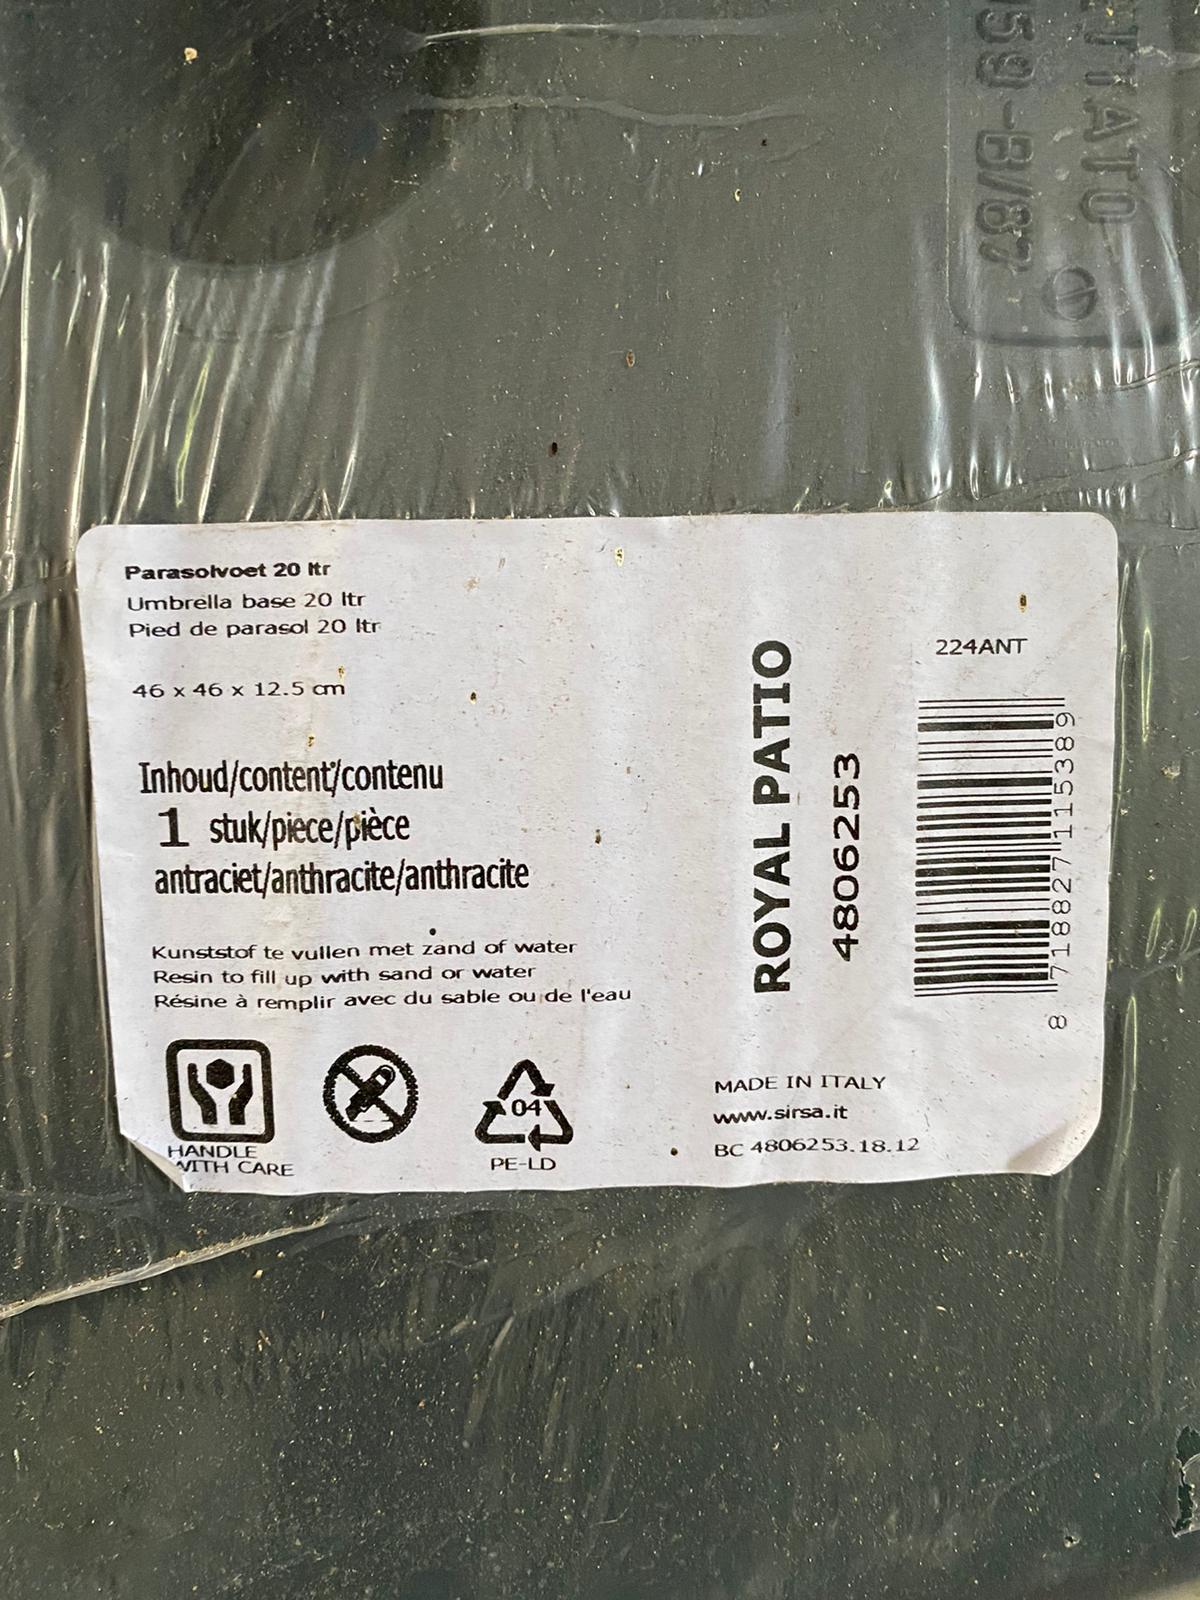 Parasolvoet 20 ltr
Umbrella base 20 ltr
Pied de parasol 20 ltr
46 x 46 x 12.5 cm
Inhoud/content/contenu
1 stuk/piece/pièce
antraciet/anthracite/anthracite
Kunststof te vullen met zand of water
Resin to fill up with sand or water
Résine à remplir avec du sable ou de l'eau
HANDLE
WITH CARE
04
PE-LD
ROYAL PATIO
4806253
224ANT
8 718827 115389
MADE IN ITALY
www.sirsa.it
BC 4806253.18.12